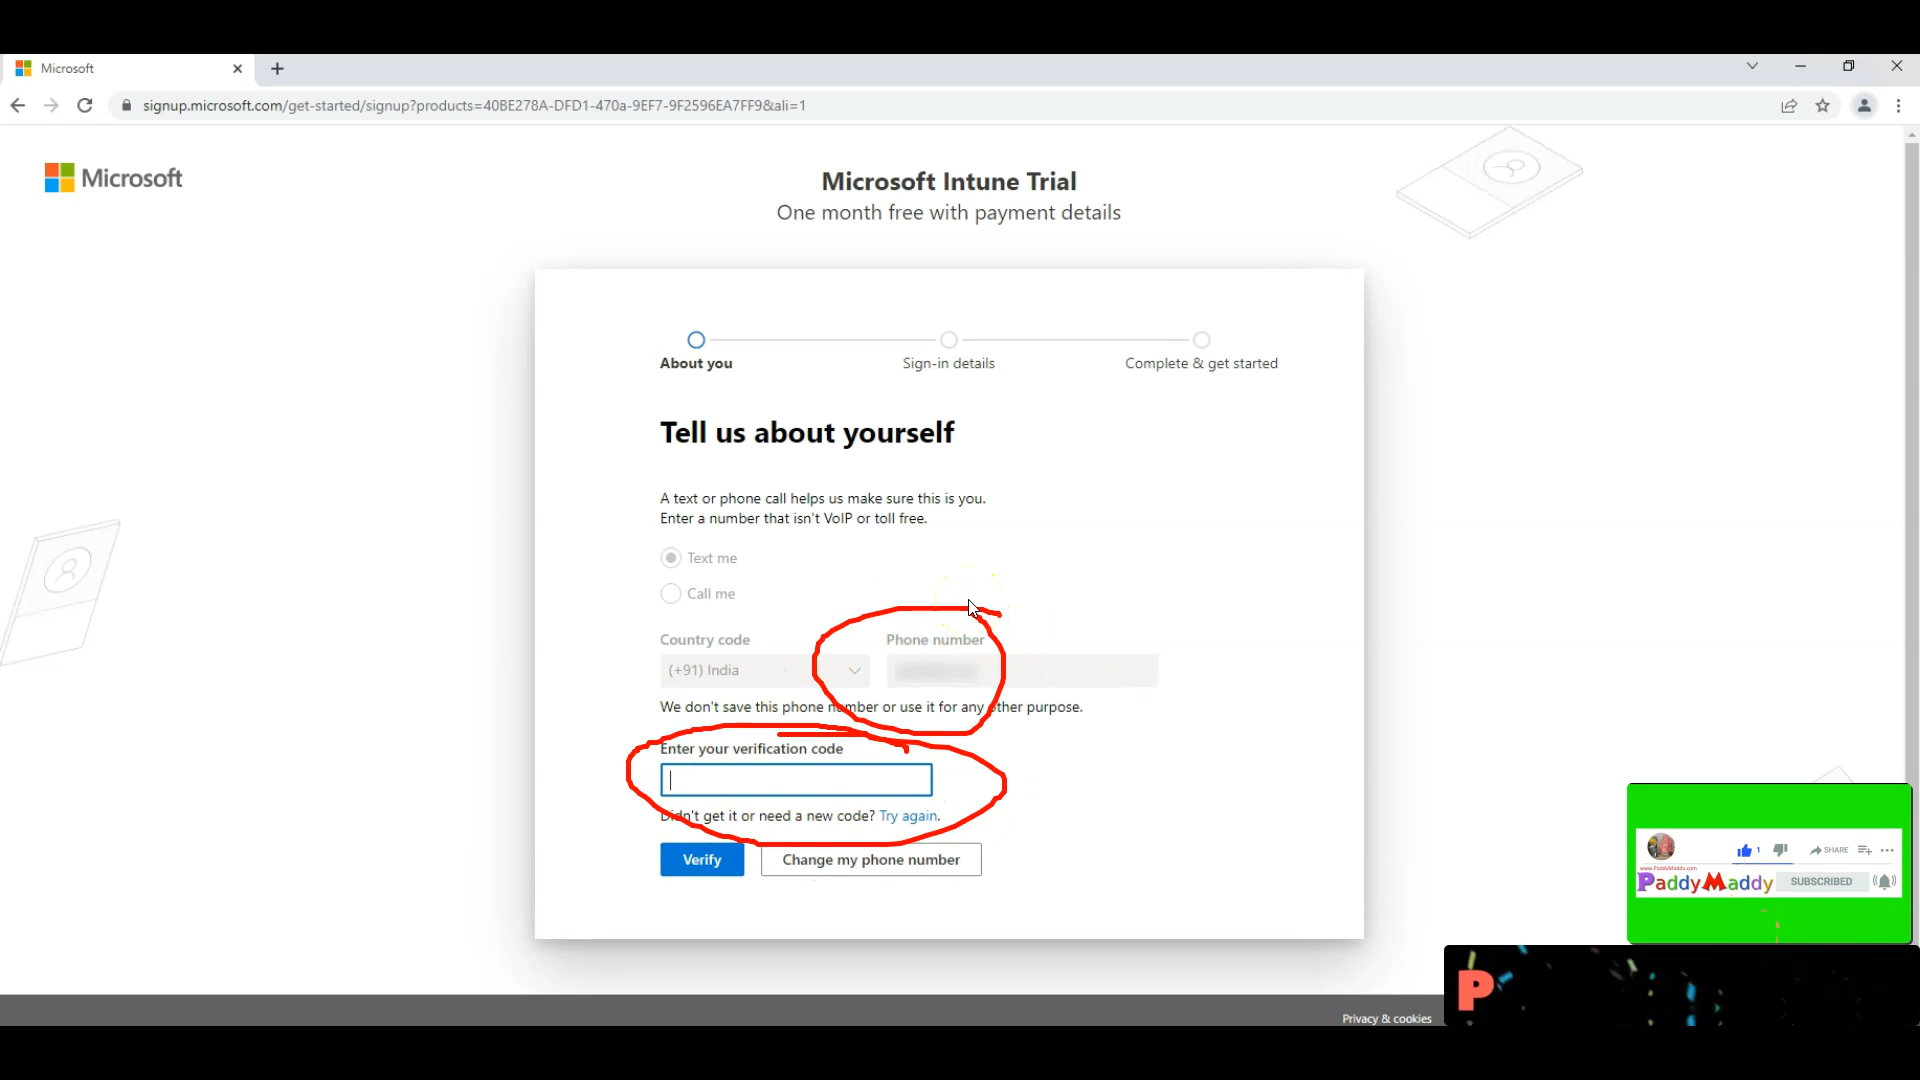 Microsoft
signup.microsoft.com/get-started/signup?products=40BE278A-DFD1-470a-9EF7-9F2596EA7FF9&ali=1
Microsoft
Microsoft Intune Trial
One month free with payment details
About you
Sign-in details
Complete & get started
Tell us about yourself
A text or phone call helps us make sure this is you.
Enter a number that isn't VoIP or toll free.
Text me
Call me
Country code
Phone number
(+91) India
We don't save this phone number or use it for any other purpose.
Enter your verification code
Didn't get it or need a new code? Try again.
Verify
Change my phone number
1
SHARE
www.PaddyMaddy.com
PaddyMaddy
SUBSCRIBED
P
Privacy & cookies